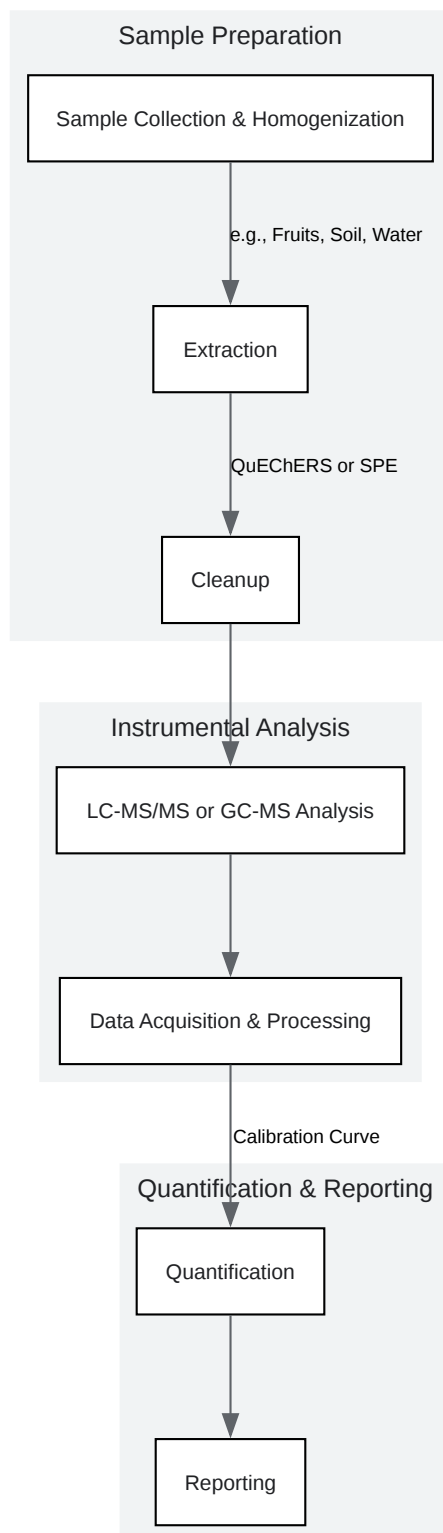 Sample Preparation
Sample Collection & Homogenization
e.g., Fruits, Soil, Water
Extraction
QuEChERS or SPE
Cleanup
Instrumental Analysis
LC-MS/MS or GC-MS Analysis
Data Acquisition & Processing
Calibration Curve
Quantification & Reporting
Quantification
Reporting